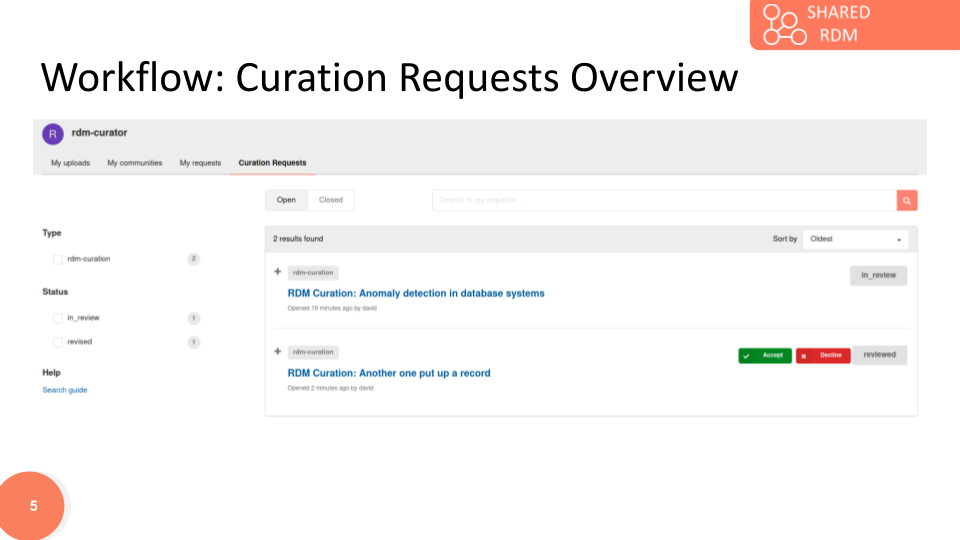 SHARED
RDM
Workflow: Curation Requests Overview
R rdm-curator
My uploads My communities My requests Curation Requests
Open Closed Search in my requests...
Type
rdm-curation 2
Status
in_review 1
revised 1
Help
Search guide
2 results found Sort by Oldest
rdm-curation in_review
RDM Curation: Anomaly detection in database systems
Opened 19 minutes ago by david
rdm-curation Accept Decline reviewed
RDM Curation: Another one put up a record
Opened 2 minutes ago by david
5